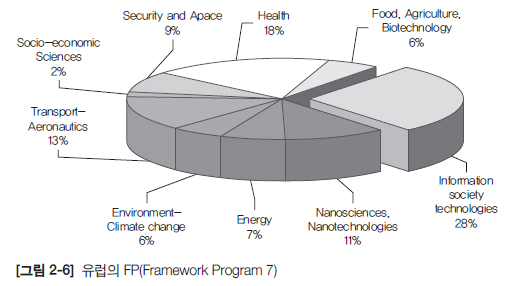 Security and Apace
9%
Health
18%
Food, Agriculture,
Biotechnology
6%
Socio-economic
Sciences
2%
Transport-
Aeronautics
13%
Environment-
Climate change
6%
Energy
7%
Nanosciences,
Nanotechnologies
11%
Information
society
technologies
28%
[그림 2-6] 유럽의 FP(Framework Program 7)